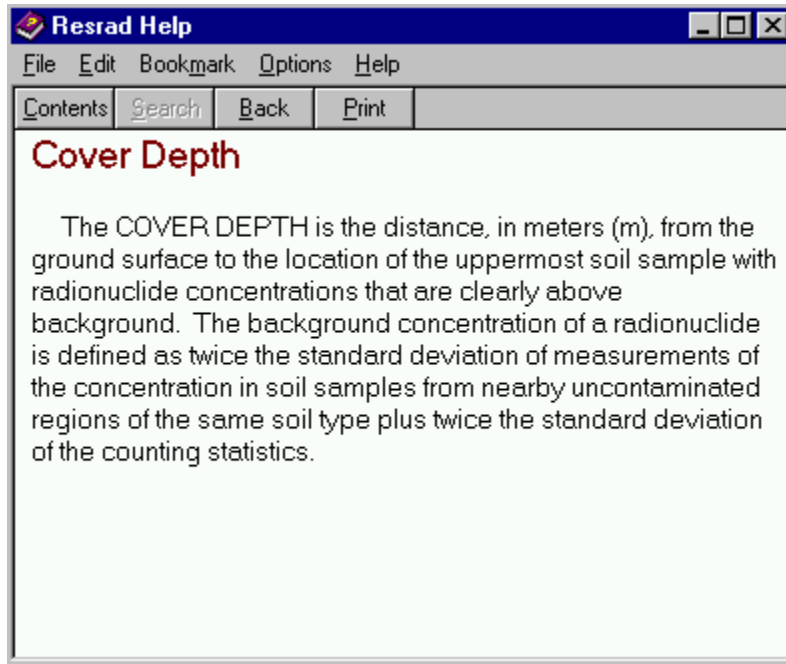 Resrad Help
File Edit Bookmark Options Help
Contents Search Back Print
Cover Depth
The COVER DEPTH is the distance, in meters (m), from the
ground surface to the location of the uppermost soil sample with
radionuclide concentrations that are clearly above
background. The background concentration of a radionuclide
is defined as twice the standard deviation of measurements of
the concentration in soil samples from nearby uncontaminated
regions of the same soil type plus twice the standard deviation
of the counting statistics.